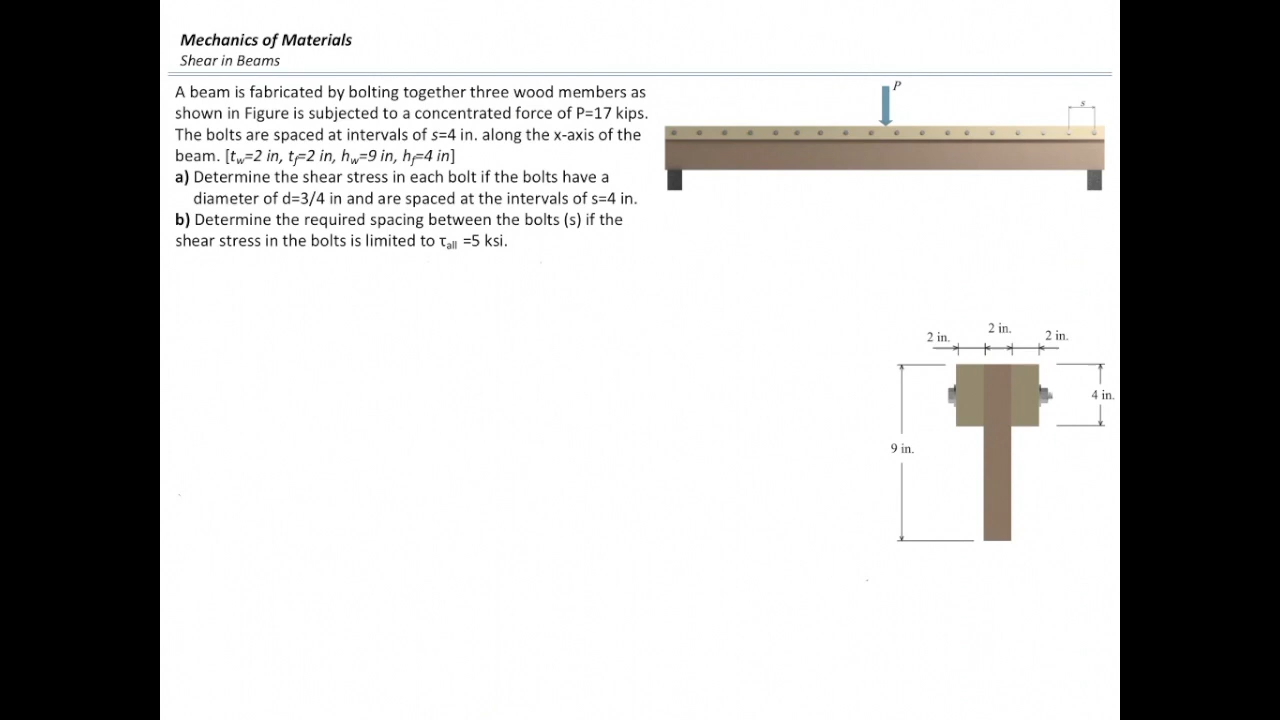 Mechanics of Materials
Shear in Beams
A beam is fabricated by bolting together three wood members as
shown in Figure is subjected to a concentrated force of P=17 kips.
The bolts are spaced at intervals of s=4 in. along the x-axis of the
beam. [t_w=2 in, t_f=2 in, h_w=9 in, h_f=4 in]
a) Determine the shear stress in each bolt if the bolts have a
diameter of d=3/4 in and are spaced at the intervals of s=4 in.
b) Determine the required spacing between the bolts (s) if the
shear stress in the bolts is limited to τ_all =5 ksi.
P
s
2 in.
2 in.
2 in.
4 in.
9 in.